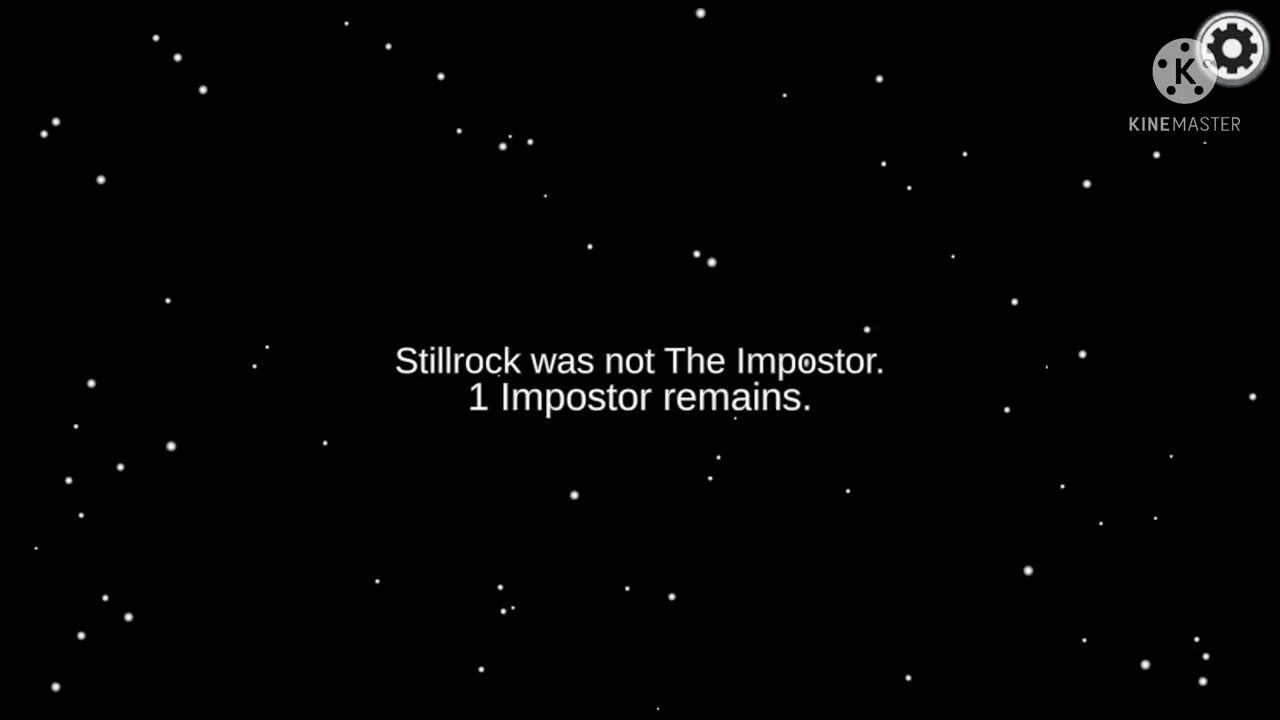 K
KINEMASTER
Stillrock was not The Impostor.
1 Impostor remains.